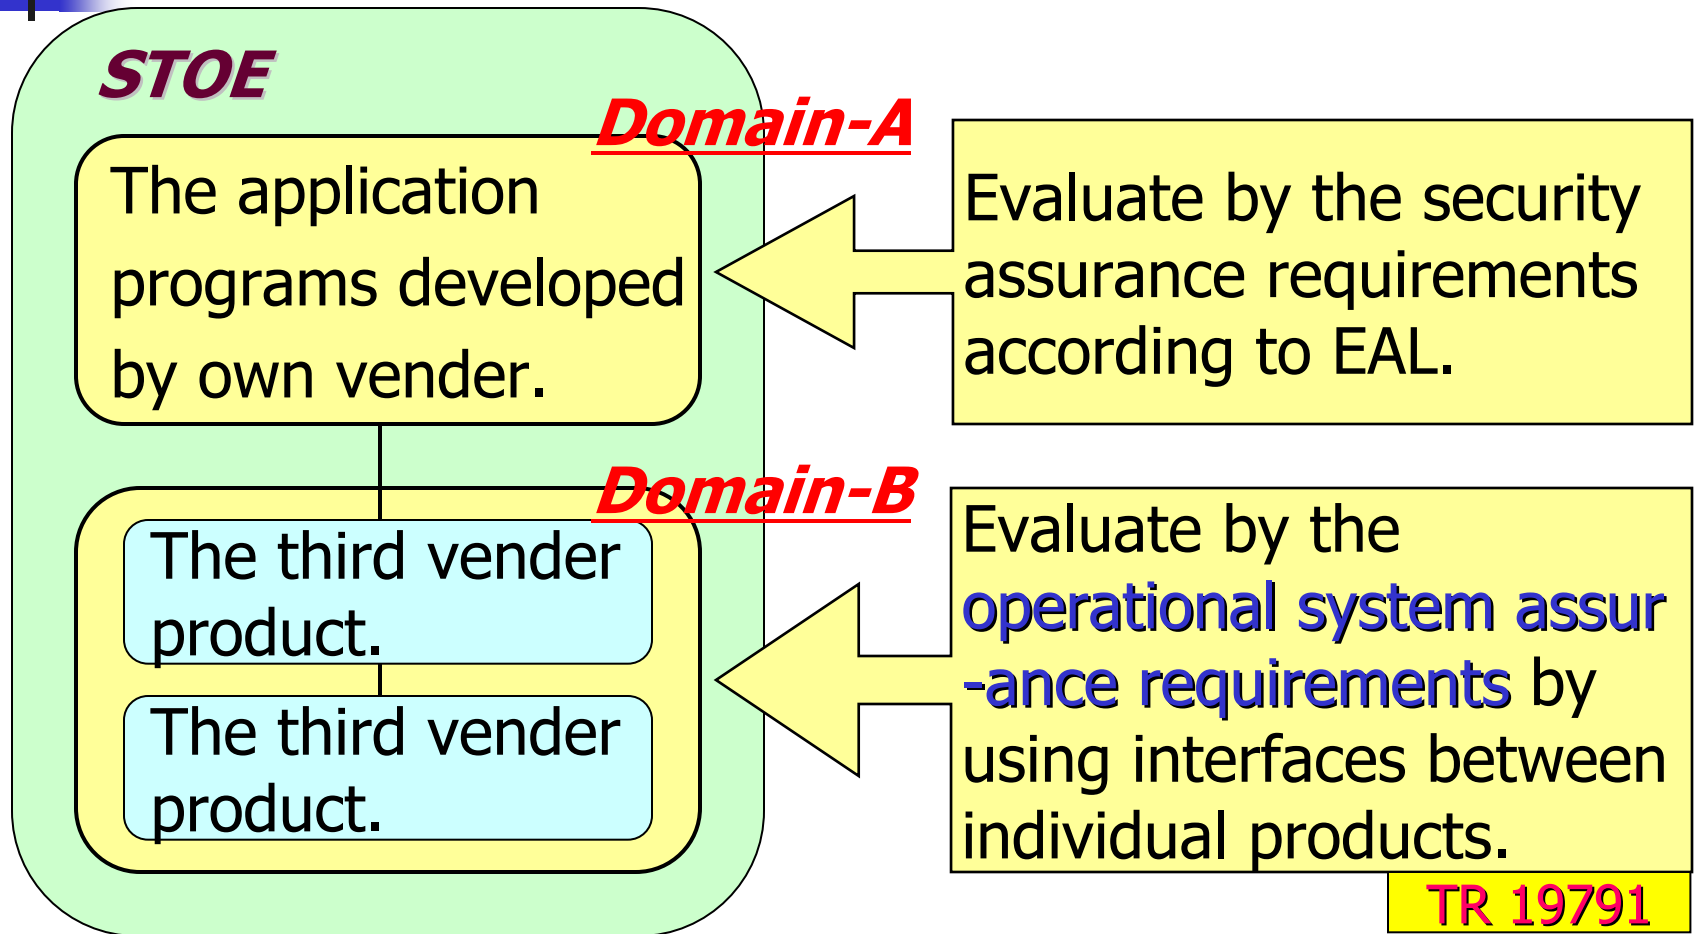 STOE
Domain-A
The application
programs developed
by own vender.
Evaluate by the security
assurance requirements
according to EAL.
Domain-B
The third vender
product.
The third vender
product.
Evaluate by the
operational system assur
-ance requirements by
using interfaces between
individual products.
TR 19791